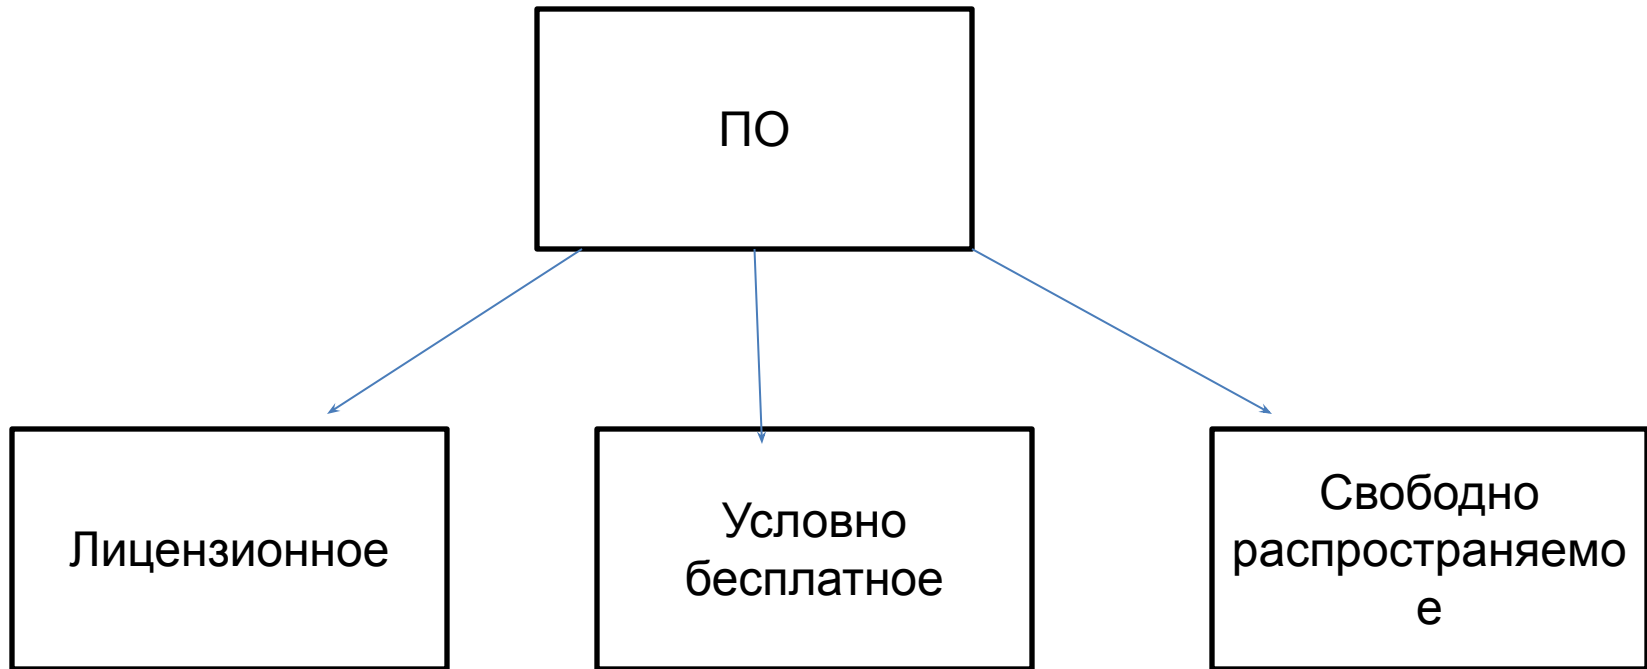 ПО
Лицензионное
Условно
бесплатное
Свободно
распространяемо
е